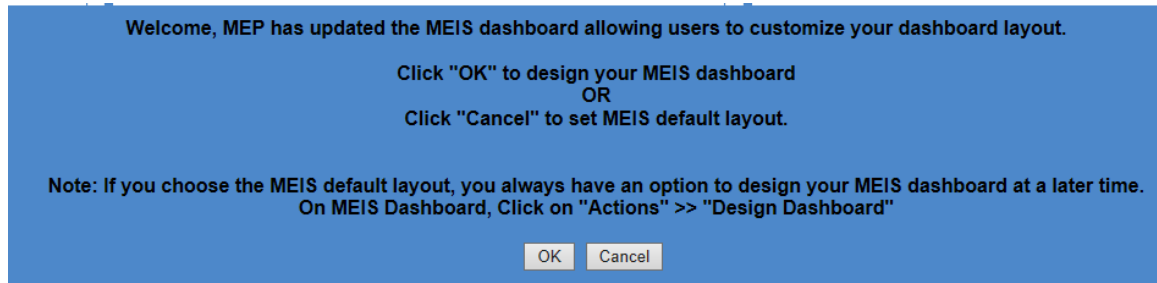 Welcome, MEP has updated the MEIS dashboard allowing users to customize your dashboard layout.
Click "OK" to design your MEIS dashboard
OR
Click "Cancel" to set MEIS default layout.
Note: If you choose the MEIS default layout, you always have an option to design your MEIS dashboard at a later time.
On MEIS Dashboard, Click on "Actions" >> "Design Dashboard"
OK Cancel